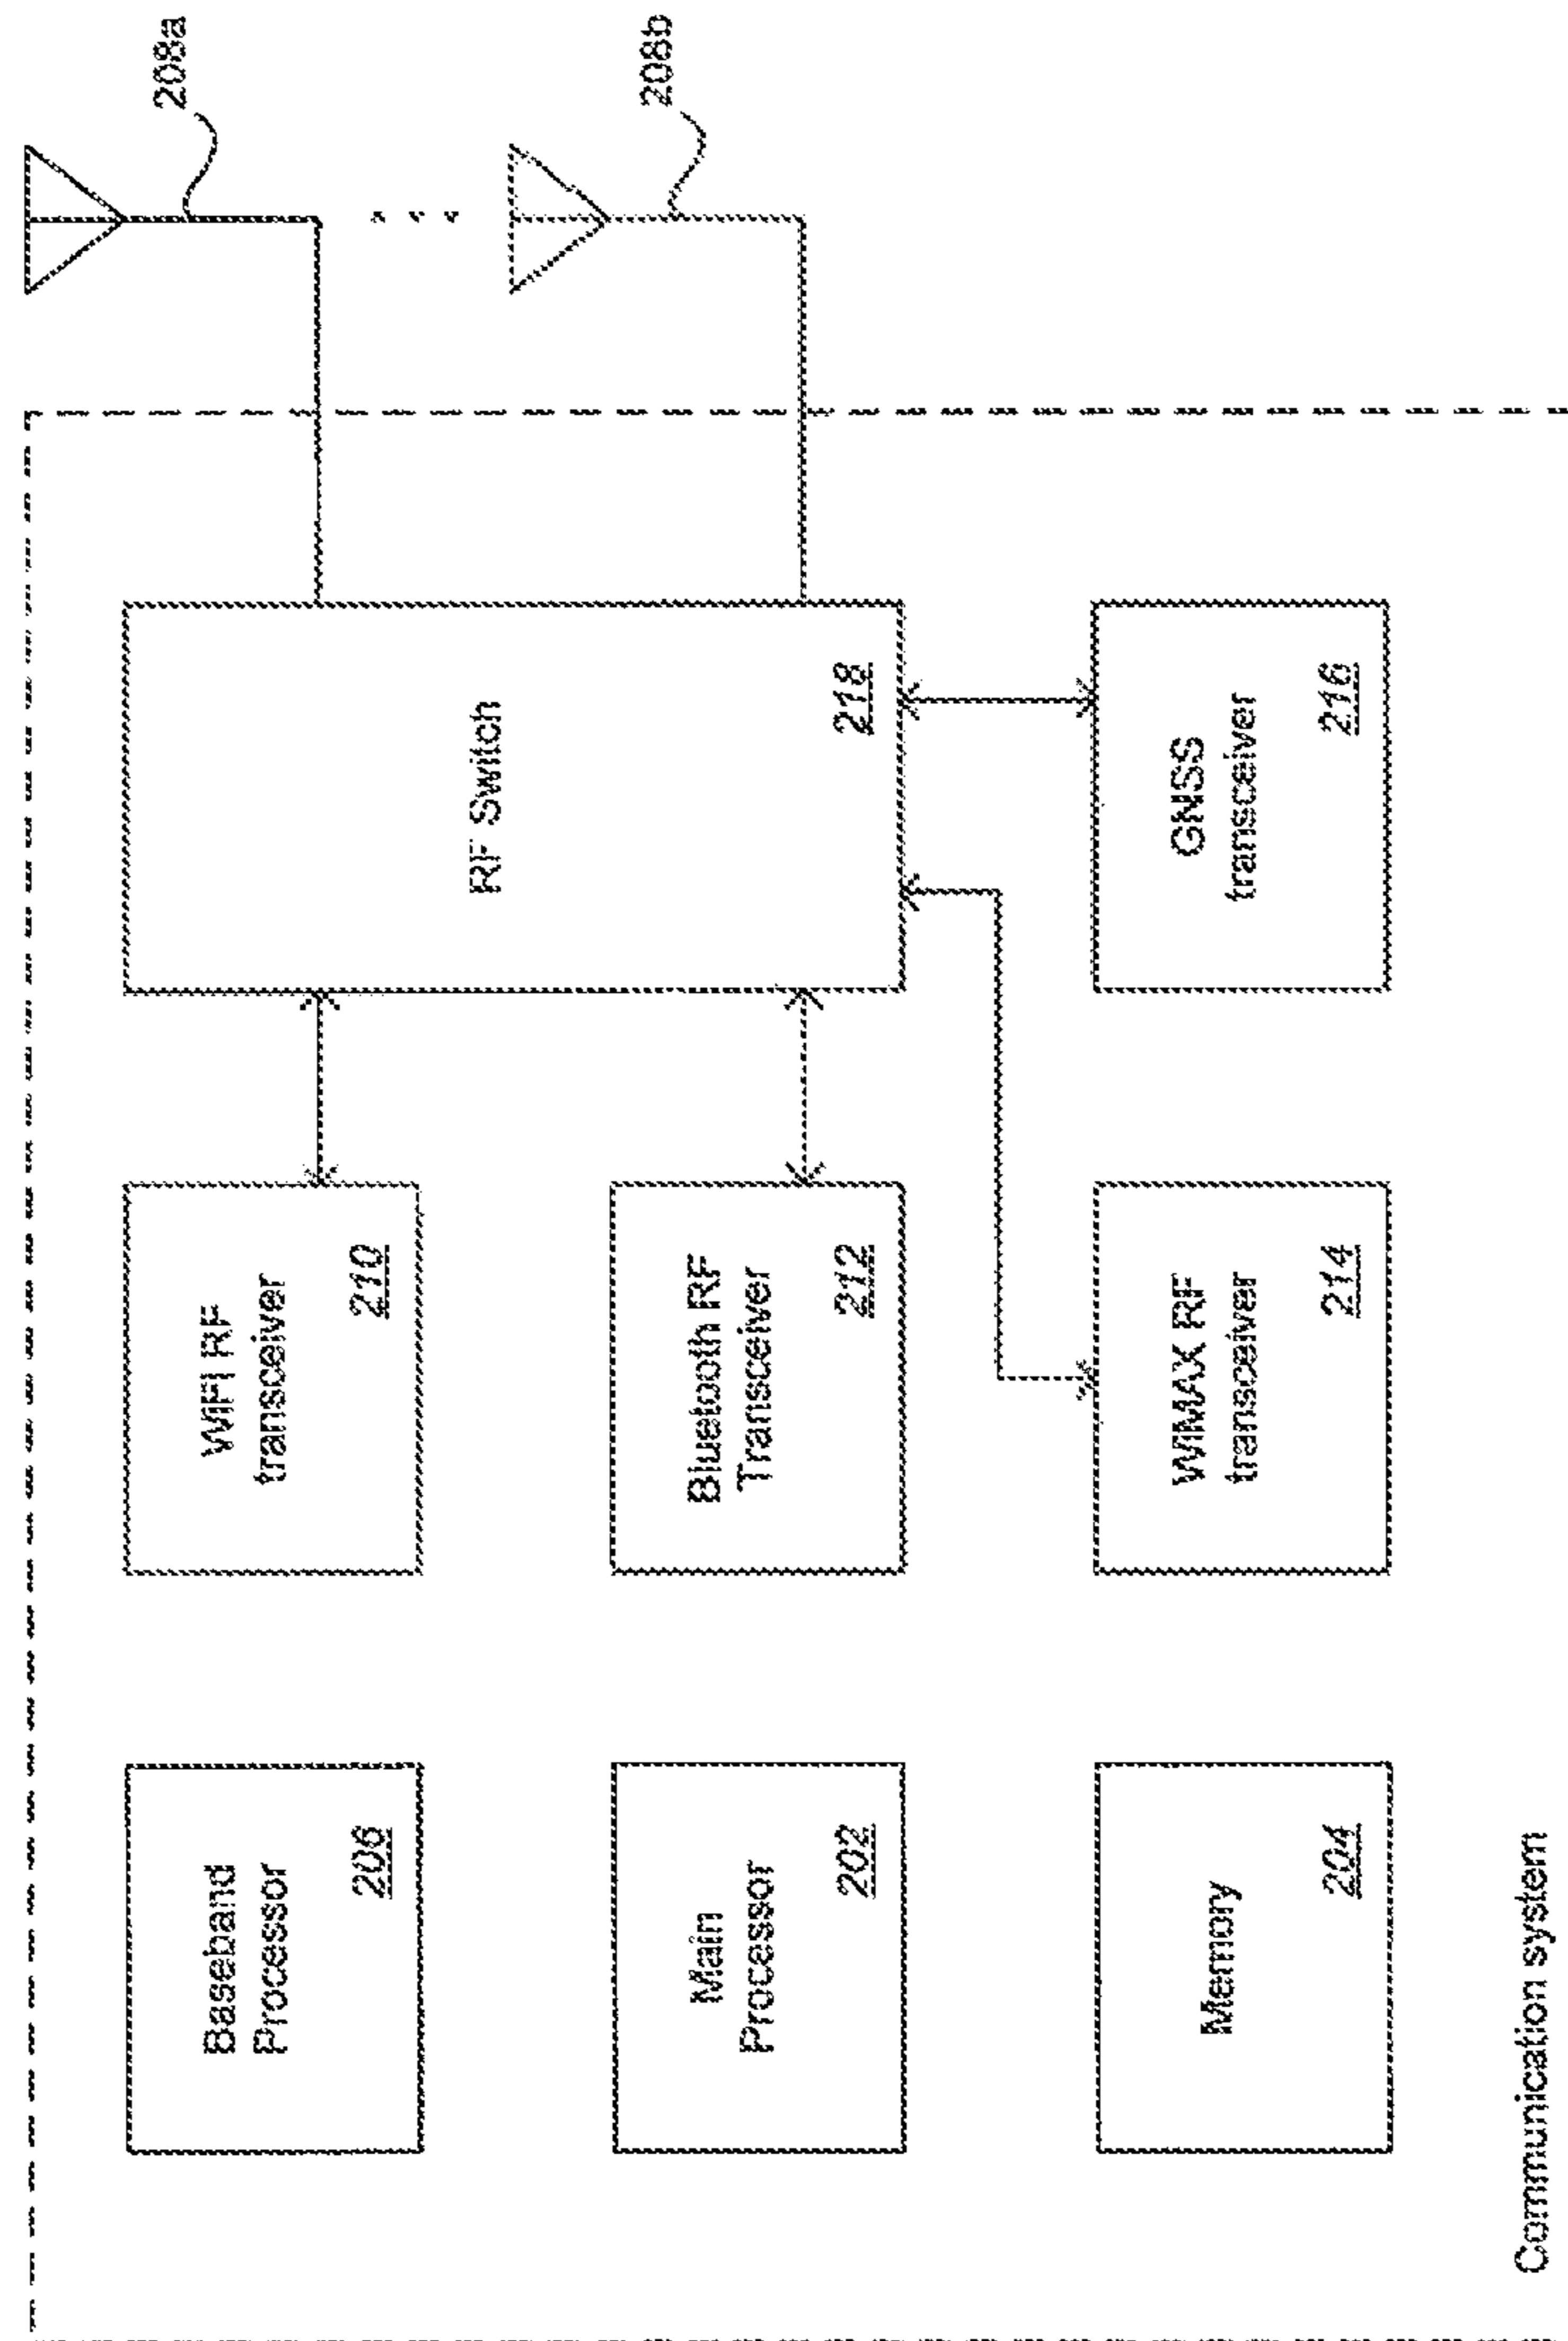 208a
208b
Baseband
Processor
206
WiFi RF
transceiver
210
RF Switch
218
Main
Processor
202
Bluetooth RF
Transceiver
212
Memory
204
WiMAX RF
transceiver
214
GNSS
transceiver
216
Communication system